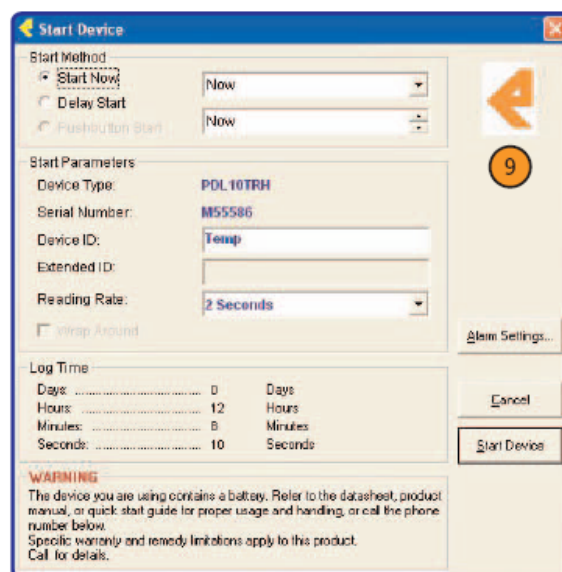 Start Device
Start Method
Start Now
Now
Delay Start
Now
Pushbutton Start
9
Start Parameters
Device Type: PDL10TRH
Serial Number: M55586
Device ID: Temp
Extended ID:
Reading Rate: 2 Seconds
Wrap Around
Alarm Settings...
Log Time
Days: 0 Days
Hours: 12 Hours
Minutes: 8 Minutes
Seconds: 10 Seconds
Cancel
Start Device
WARNING
The device you are using contains a battery. Refer to the datasheet, product
manual, or quick start guide for proper usage and handling, or call the phone
number below.
Specific warranty and remedy limitations apply to this product.
Call for details.